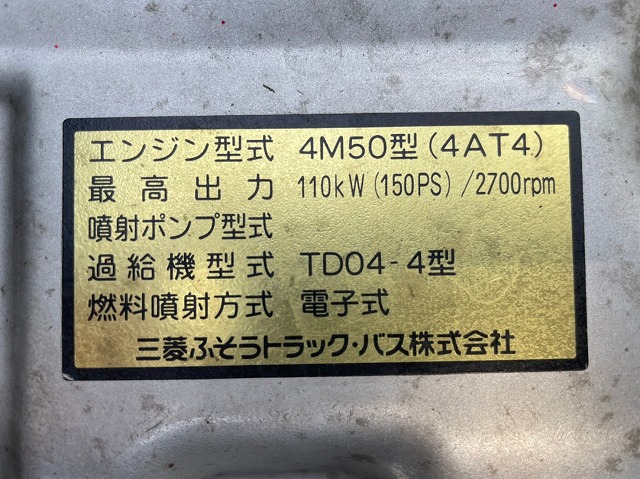 エンジン型式 4M50型(4AT4)
最高出力 110kW(150PS)/2700rpm
噴射ポンプ型式
過給機型式 TD04-4型
燃料噴射方式 電子式
三菱ふそうトラック・バス株式会社